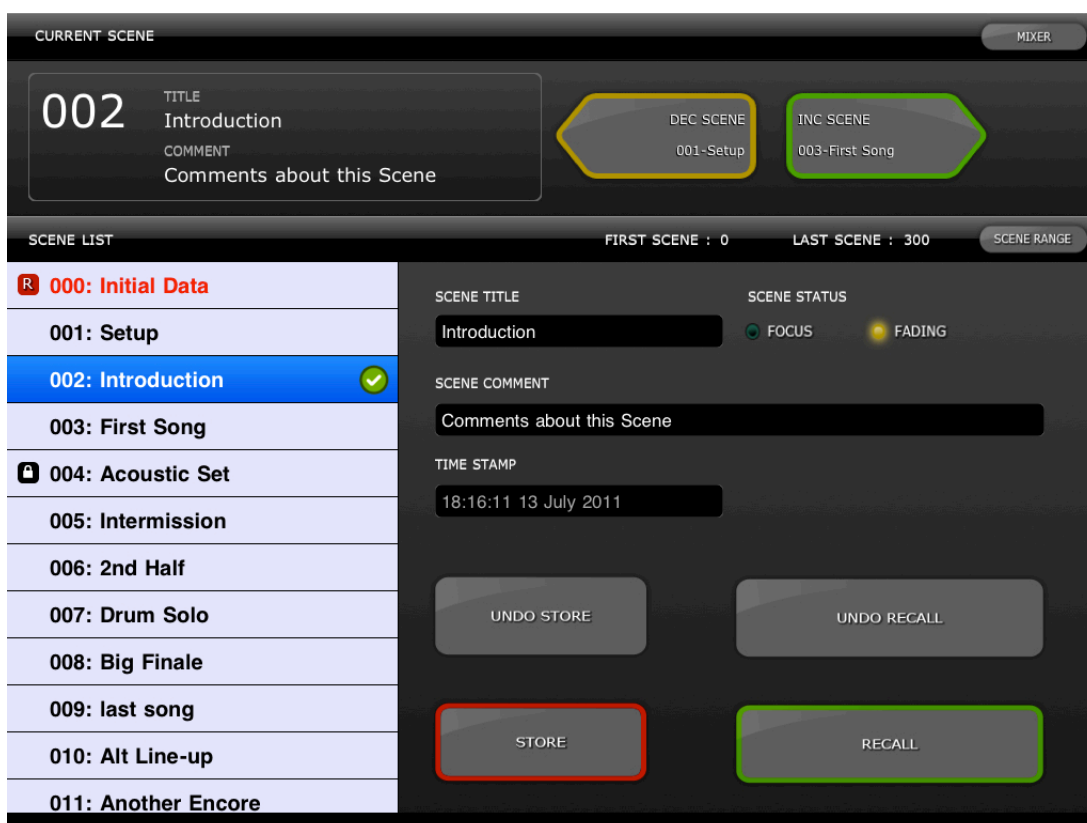 CURRENT SCENE
MIXER
002
TITLE
Introduction
COMMENT
Comments about this Scene
DEC SCENE
001-Setup
INC SCENE
003-First Song
SCENE LIST
FIRST SCENE : 0
LAST SCENE : 300
SCENE RANGE
R 000: Initial Data
001: Setup
002: Introduction
003: First Song
004: Acoustic Set
005: Intermission
006: 2nd Half
007: Drum Solo
008: Big Finale
009: last song
010: Alt Line-up
011: Another Encore
SCENE TITLE
Introduction
SCENE STATUS
FOCUS
FADING
SCENE COMMENT
Comments about this Scene
TIME STAMP
18:16:11 13 July 2011
UNDO STORE
UNDO RECALL
STORE
RECALL